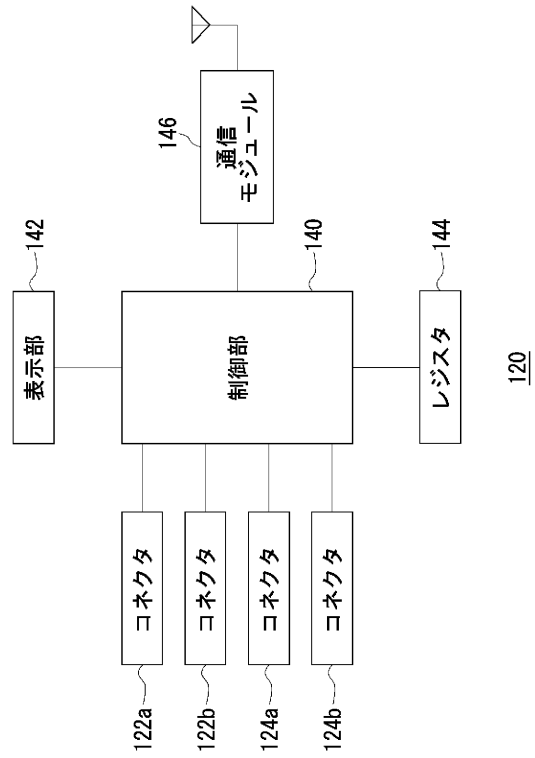 142
表示部
146
通信
モジュール
140
制御部
144
レジスタ
122a
コネクタ
122b
コネクタ
124a
コネクタ
124b
コネクタ
120